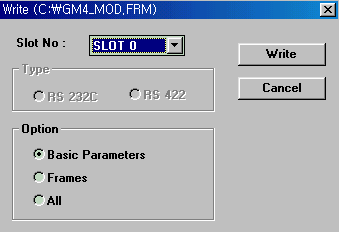 Write (C:₩GM4_MOD,FRM)
Slot No : SLOT 0
Write
Type
RS 232C RS 422
Cancel
Option
Basic Parameters
Frames
All